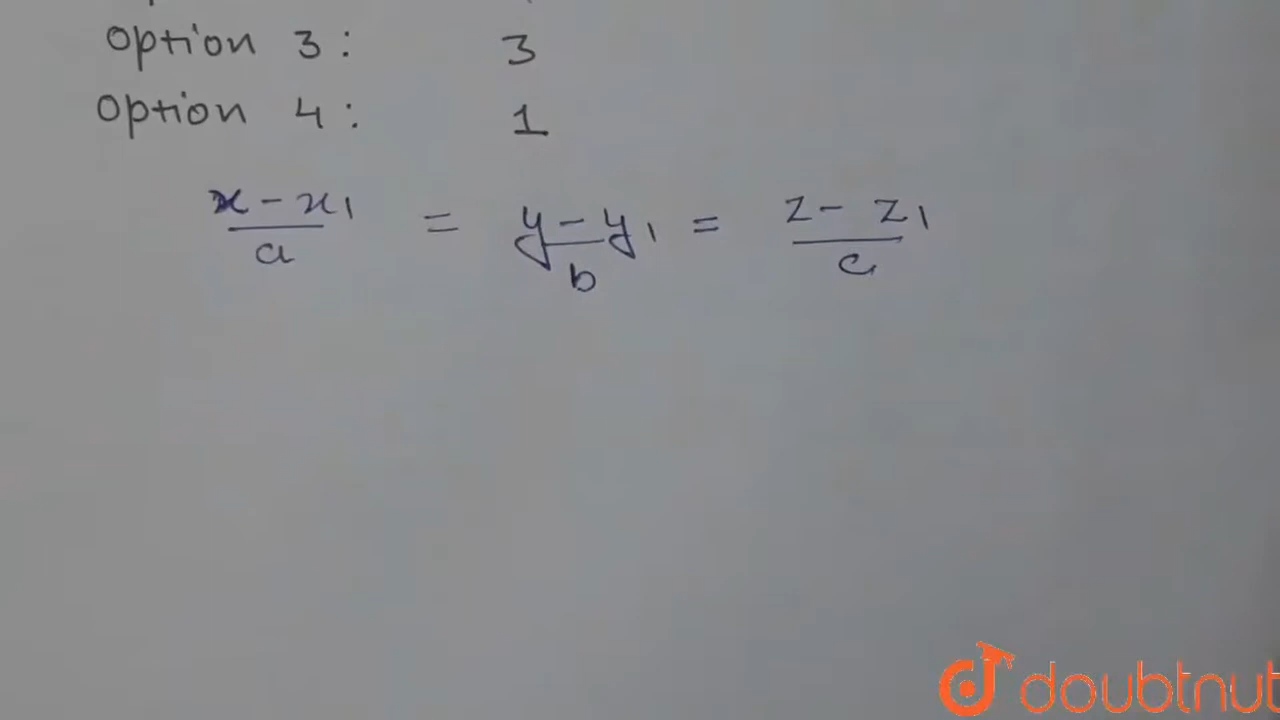 Option 3: 3
Option 4: 1
x - x₁ / a = y - y₁ / b = z - z₁ / c
doubtnut